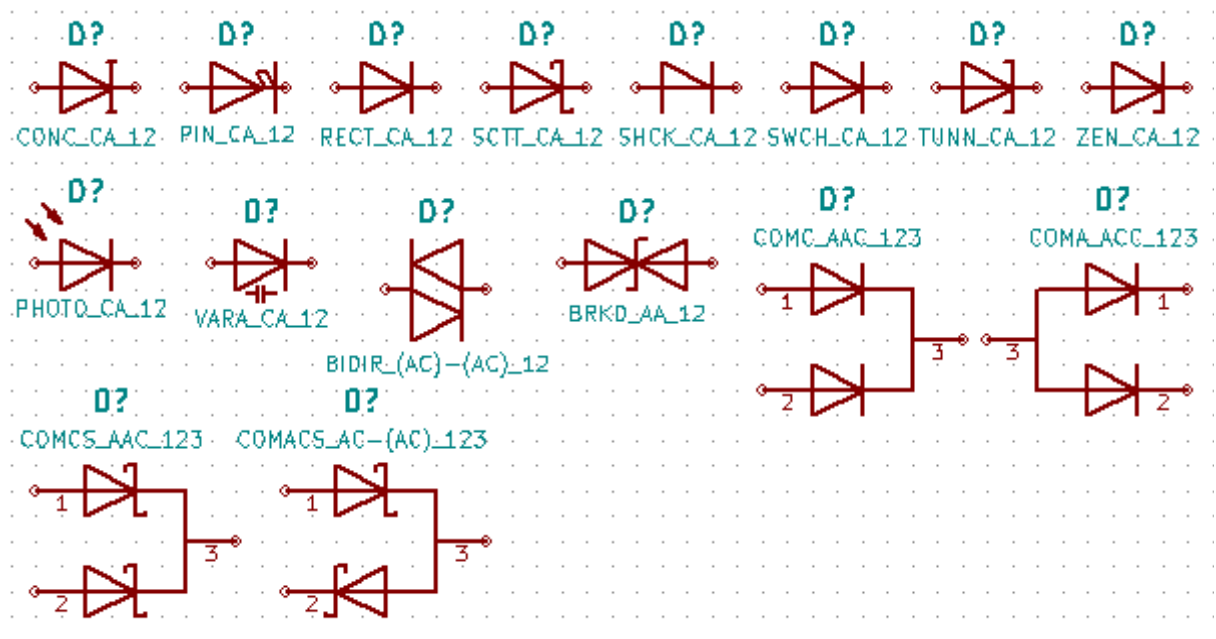 D? D? D? D? D? D? D? D?
CONC_CA_12 PIN_CA_12 RECT_CA_12 SCTT_CA_12 SHCK_CA_12 SWCH_CA_12 TUNN_CA_12 ZEN_CA_12
D? D? D? D? D? D?
COMC_AAC_123 COMA_ACC_123
PHOTO_CA_12 VARA_CA_12 BRKD_AA_12 1 1
3 3
BIDIR_(AC)-(AC)_12
2 2
D? D?
COMCS_AAC_123 COMACS_AC-(AC)_123
1 1
3 3
2 2